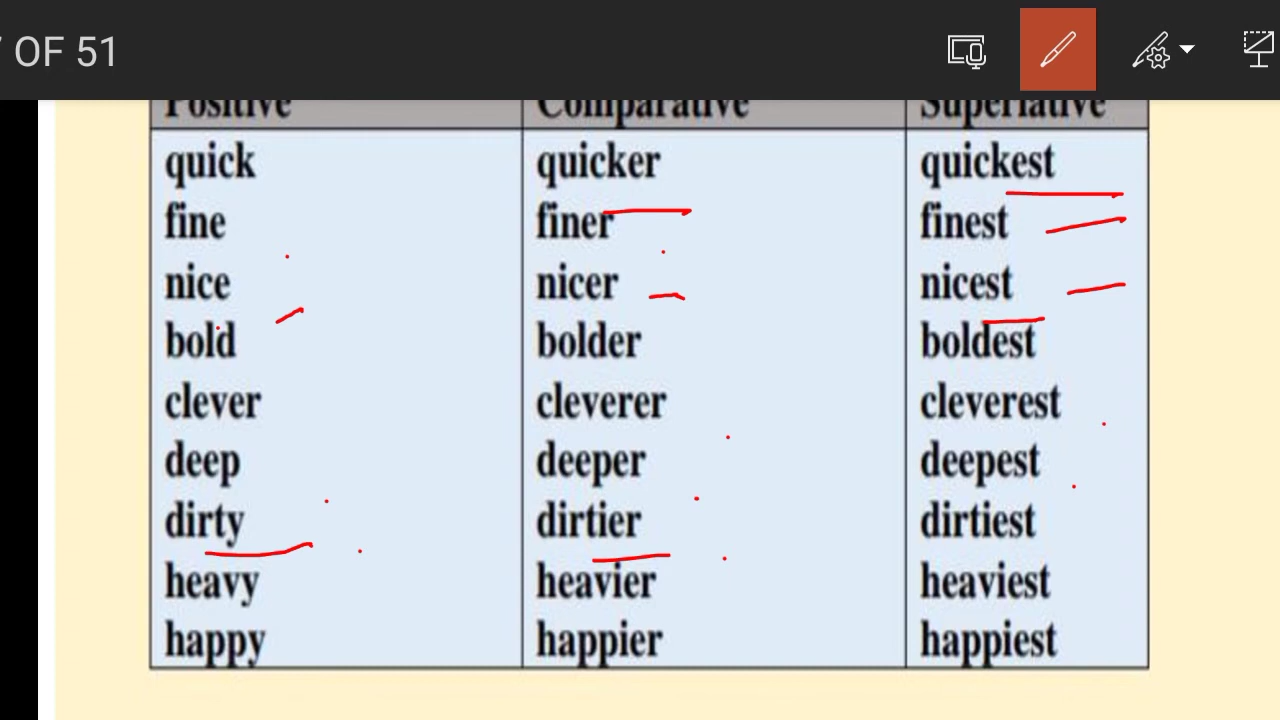 OF 51
Positive Comparative Superlative
quick quicker quickest
fine finer finest
nice nicer nicest
bold bolder boldest
clever cleverer cleverest
deep deeper deepest
dirty dirtier dirtiest
heavy heavier heaviest
happy happier happiest